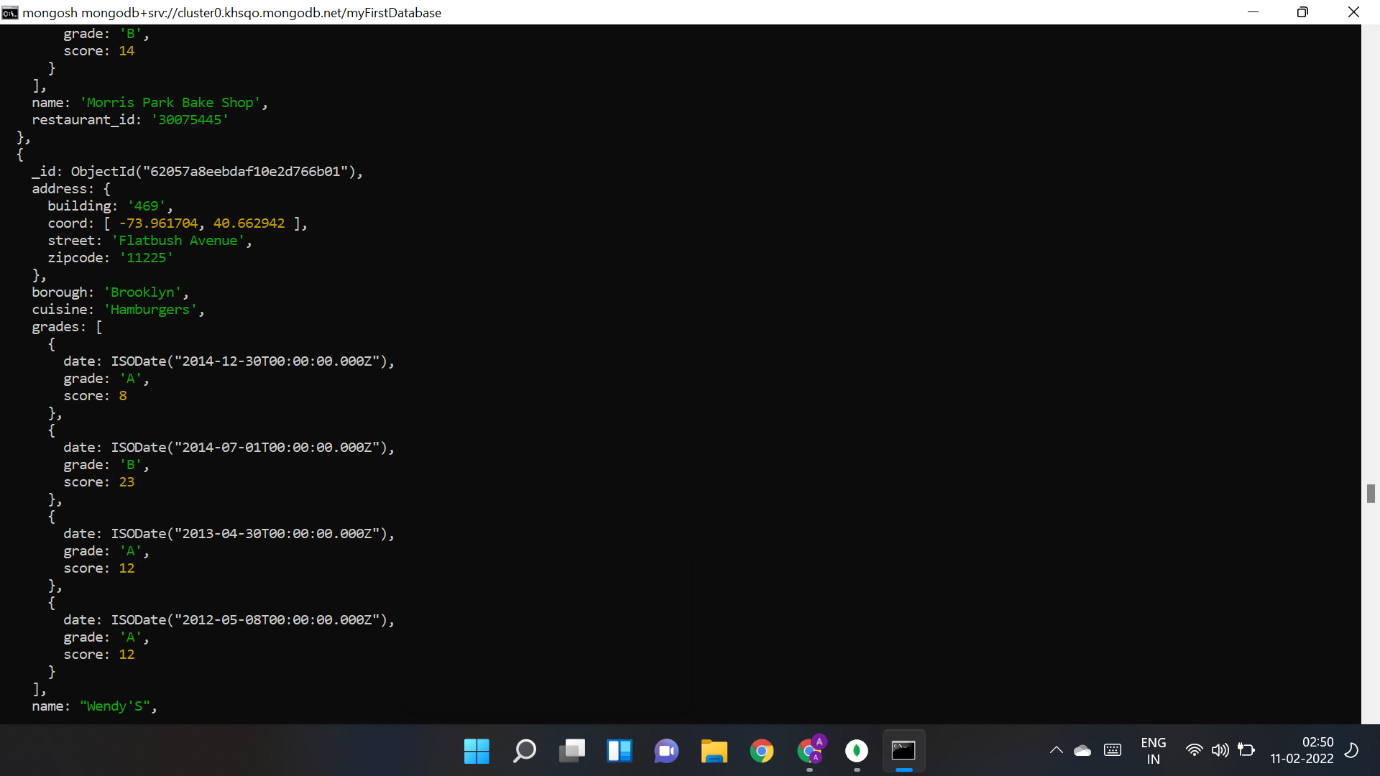 mongosh mongodb+srv://cluster0.khsqo.mongodb.net/myFirstDatabase
grade: 'B',
score: 14
}
],
name: 'Morris Park Bake Shop',
restaurant_id: '30075445'
},
{
_id: ObjectId("62057a8eebdaf10e2d766b01"),
address: {
building: '469',
coord: [ -73.961704, 40.662942 ],
street: 'Flatbush Avenue',
zipcode: '11225'
},
borough: 'Brooklyn',
cuisine: 'Hamburgers',
grades: [
{
date: ISODate("2014-12-30T00:00:00.000Z"),
grade: 'A',
score: 8
},
{
date: ISODate("2014-07-01T00:00:00.000Z"),
grade: 'B',
score: 23
},
{
date: ISODate("2013-04-30T00:00:00.000Z"),
grade: 'A',
score: 12
},
{
date: ISODate("2012-05-08T00:00:00.000Z"),
grade: 'A',
score: 12
}
],
name: "Wendy'S",
ENG
IN
02:50
11-02-2022